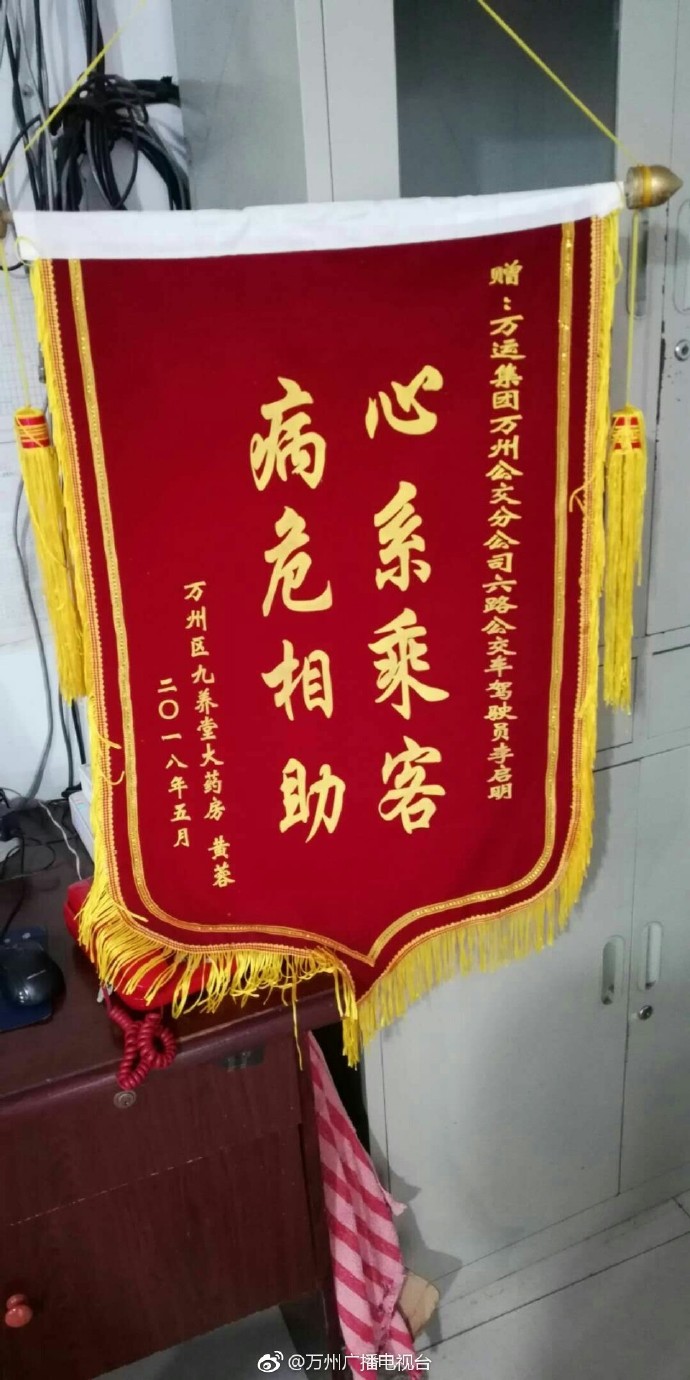 赠：万运集团万州公交分公司六路公交车驾驶员李启明
心系乘客
病危相助
万州区九养堂大药房 黄蓉
二〇一八年五月
@万州广播电视台